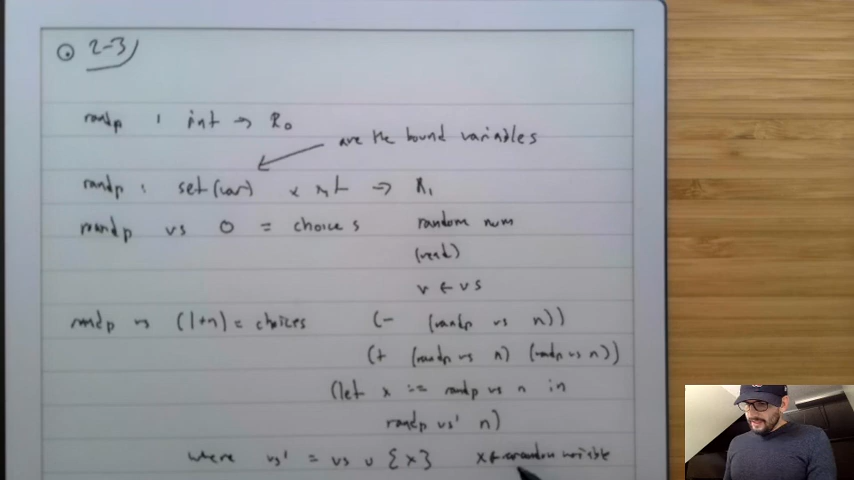 2-3)
randp : int → R₀
are the bound variables
randp : set(var) x int → R₁
randp vs 0 = choices random num
(read)
v ← vs
randp vs (1+n) = choices (- (randp vs n))
(+ (randp vs n) (randp vs n))
(let x := randp vs n in
randp vs' n)
where vs' = vs ∪ {x} x ← random variable